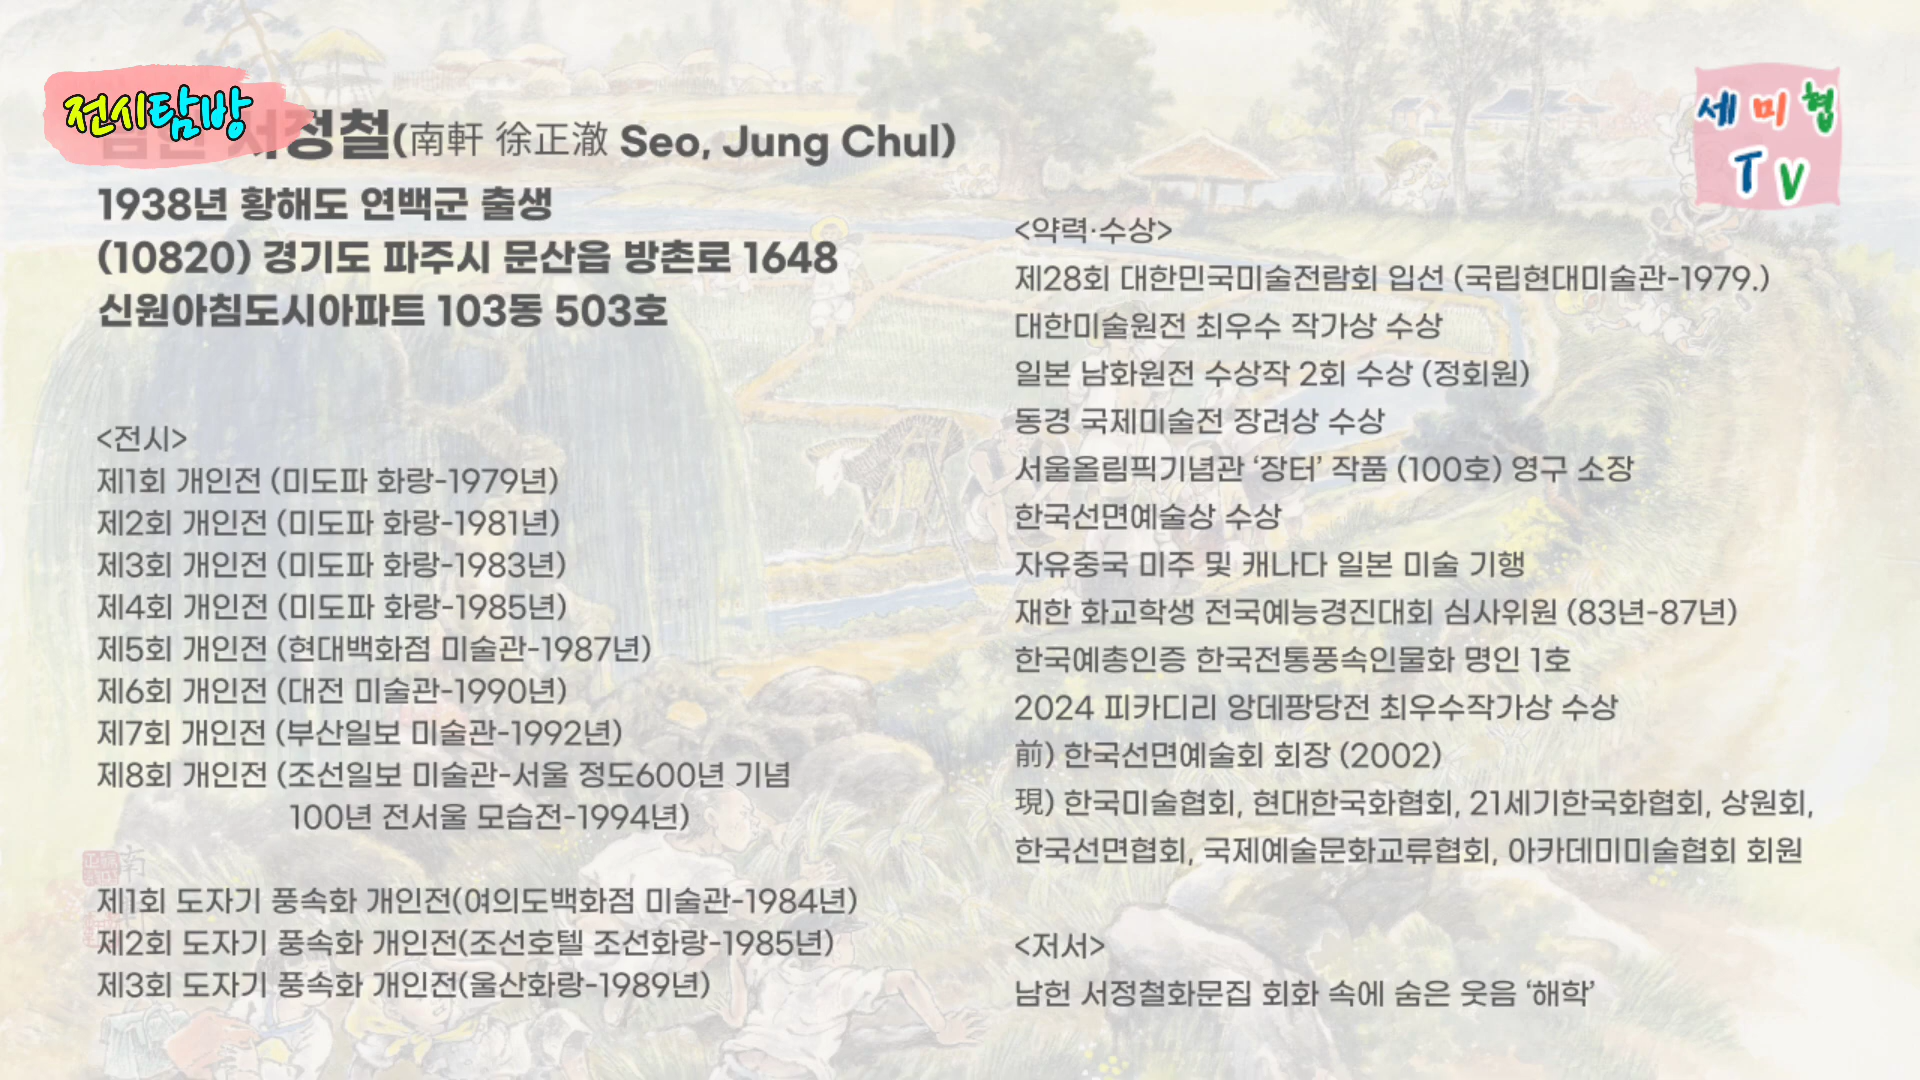 전시탐방
서정철(南軒 徐正澈 Seo, Jung Chul)
1938년 황해도 연백군 출생
(10820) 경기도 파주시 문산읍 방촌로 1648
신원아침도시아파트 103동 503호
<전시>
제1회 개인전 (미도파 화랑-1979년)
제2회 개인전 (미도파 화랑-1981년)
제3회 개인전 (미도파 화랑-1983년)
제4회 개인전 (미도파 화랑-1985년)
제5회 개인전 (현대백화점 미술관-1987년)
제6회 개인전 (대전 미술관-1990년)
제7회 개인전 (부산일보 미술관-1992년)
제8회 개인전 (조선일보 미술관-서울 정도600년 기념
100년 전서울 모습전-1994년)
제1회 도자기 풍속화 개인전(여의도백화점 미술관-1984년)
제2회 도자기 풍속화 개인전(조선호텔 조선화랑-1985년)
제3회 도자기 풍속화 개인전(울산화랑-1989년)
세미협
TV
<약력·수상>
제28회 대한민국미술전람회 입선 (국립현대미술관-1979.)
대한미술원전 최우수 작가상 수상
일본 남화원전 수상작 2회 수상 (정회원)
동경 국제미술전 장려상 수상
서울올림픽기념관 ‘장터’ 작품 (100호) 영구 소장
한국선면예술상 수상
자유중국 미주 및 캐나다 일본 미술 기행
재한 화교학생 전국예능경진대회 심사위원 (83년-87년)
한국예총인증 한국전통풍속인물화 명인 1호
2024 피카디리 앙데팡당전 최우수작가상 수상
前) 한국선면예술회 회장 (2002)
現) 한국미술협회, 현대한국화협회, 21세기한국화협회, 상원회,
한국선면협회, 국제예술문화교류협회, 아카데미미술협회 회원
<저서>
남헌 서정철화문집 회화 속에 숨은 웃음 ‘해학’